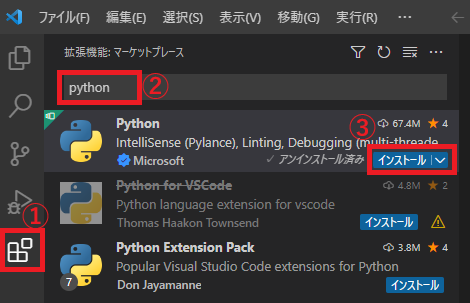 ファイル(F) 編集(E) 選択(S) 表示(V) 移動(G) 実行(R) ···
拡張機能: マーケットプレース
python
②
Python
67.4M ★ 4
③
IntelliSense (Pylance), Linting, Debugging (multi-threade
Microsoft
✓ アンインストール済み
インストール
Python for VSCode
4.8M ★ 2
Python language extension for vscode
Thomas Haakon Townsend
インストール
①
Python Extension Pack
3.8M ★ 4
7
Popular Visual Studio Code extensions for Python
Don Jayamanne
インストール